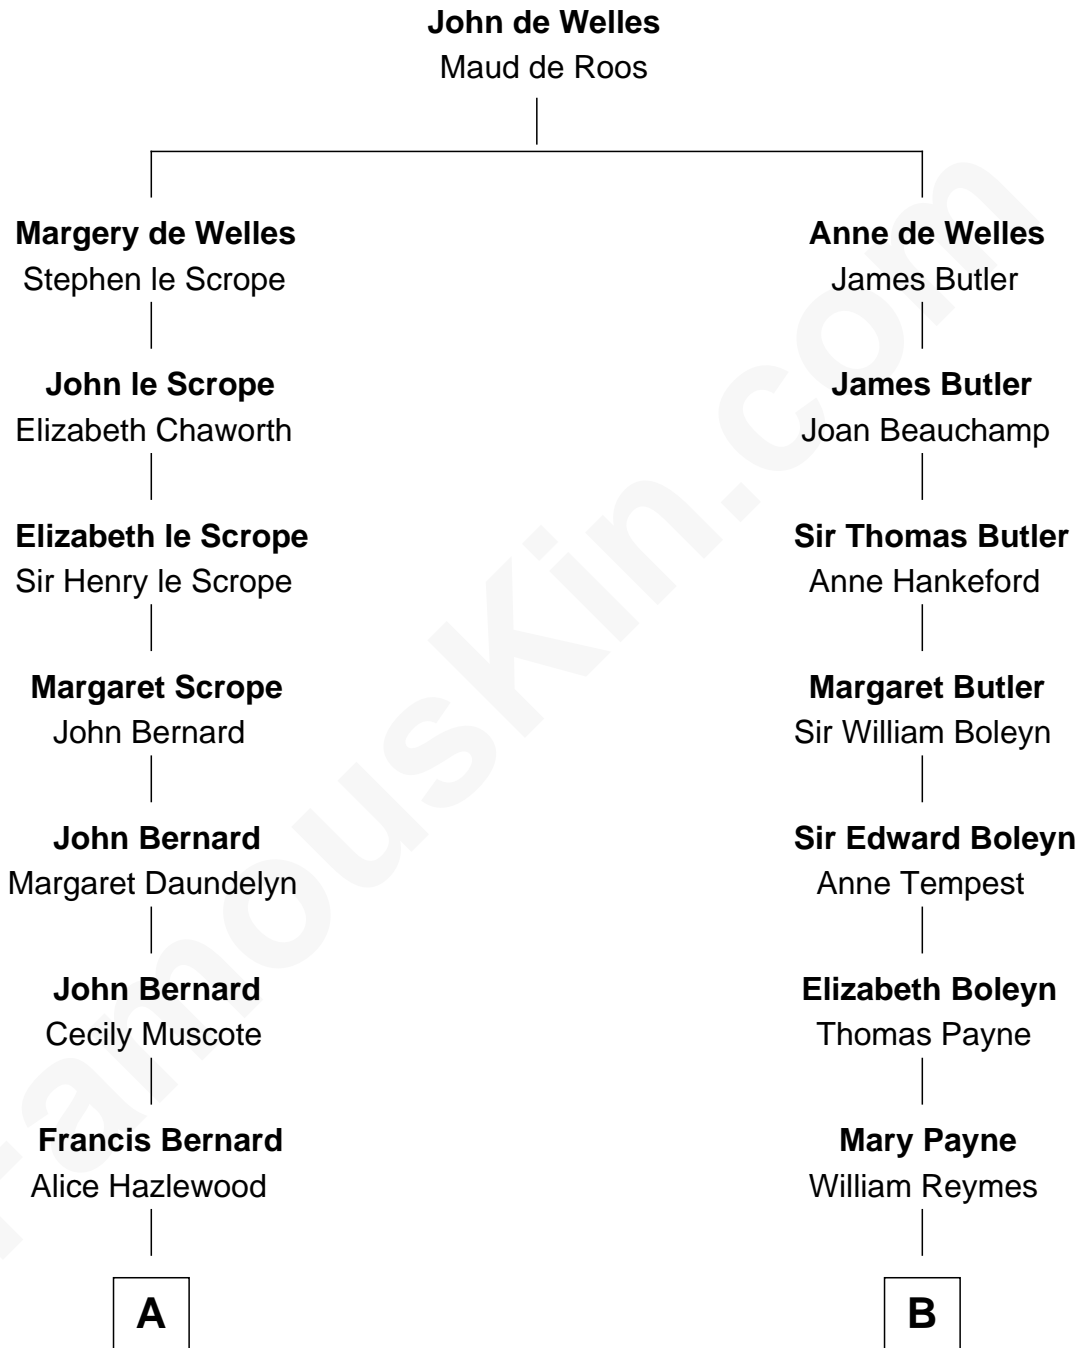 John de Welles
Maud de Roos
Margery de Welles
Stephen le Scrope
Anne de Welles
James Butler
John le Scrope
Elizabeth Chaworth
James Butler
Joan Beauchamp
Elizabeth le Scrope
Sir Henry le Scrope
Sir Thomas Butler
Anne Hankeford
Margaret Scrope
John Bernard
Margaret Butler
Sir William Boleyn
John Bernard
Margaret Daundelyn
Sir Edward Boleyn
Anne Tempest
John Bernard
Cecily Muscote
Elizabeth Boleyn
Thomas Payne
Francis Bernard
Alice Hazlewood
Mary Payne
William Reymes
A
B
FamousKin.com